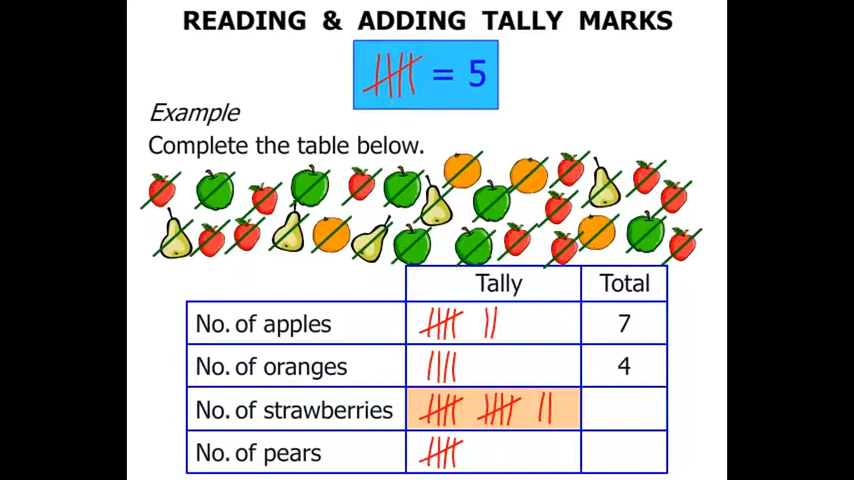 READING & ADDING TALLY MARKS
= 5
Example
Complete the table below.
Tally Total
No. of apples 7
No. of oranges 4
No. of strawberries
No. of pears